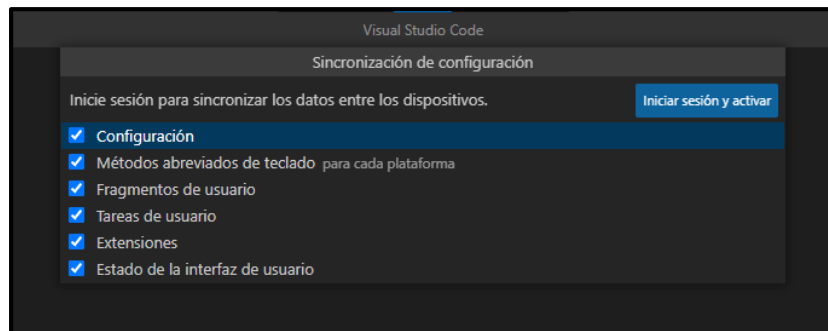 Visual Studio Code
Sincronización de configuración
Inicie sesión para sincronizar los datos entre los dispositivos. Iniciar sesión y activar
Configuración
Métodos abreviados de teclado para cada plataforma
Fragmentos de usuario
Tareas de usuario
Extensiones
Estado de la interfaz de usuario